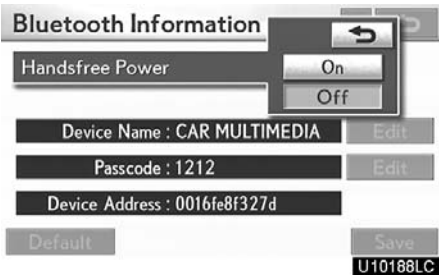 Bluetooth Information
Handsfree Power
On
Off
Device Name : CAR MULTIMEDIA Edit
Passcode : 1212 Edit
Device Address : 0016fe8f327d
Default Save
U10188LC